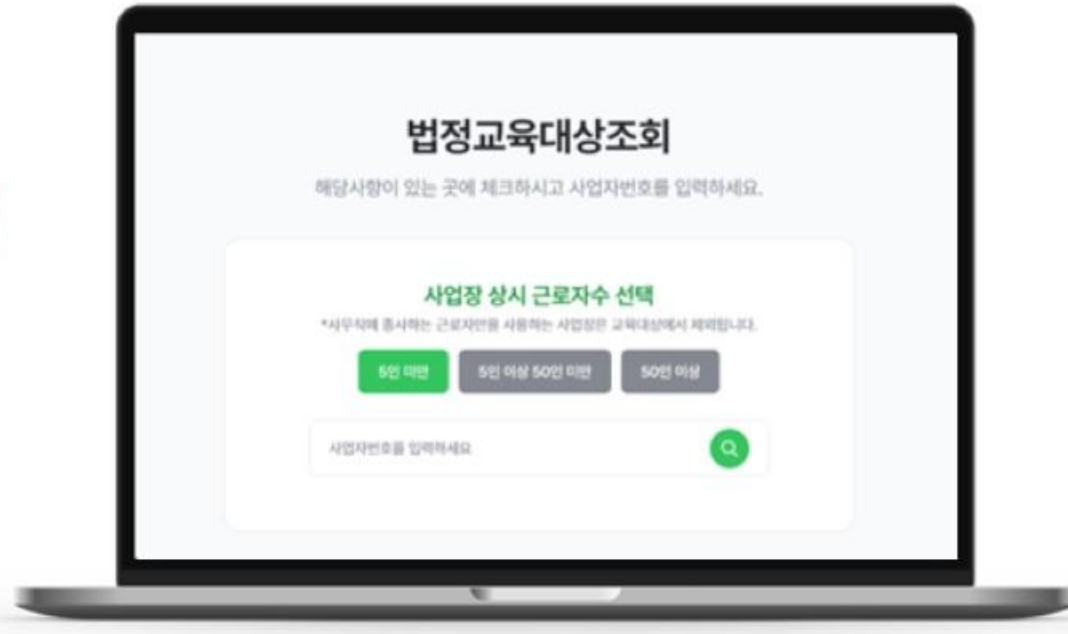 법정교육대상조회
해당사항이 있는 곳에 체크하시고 사업자번호를 입력하세요.
사업장 상시 근로자수 선택
*사무직에 종사하는 근로자만을 사용하는 사업장은 교육대상에서 제외됩니다.
5인 미만 5인 이상 50인 미만 50인 이상
사업자번호를 입력하세요